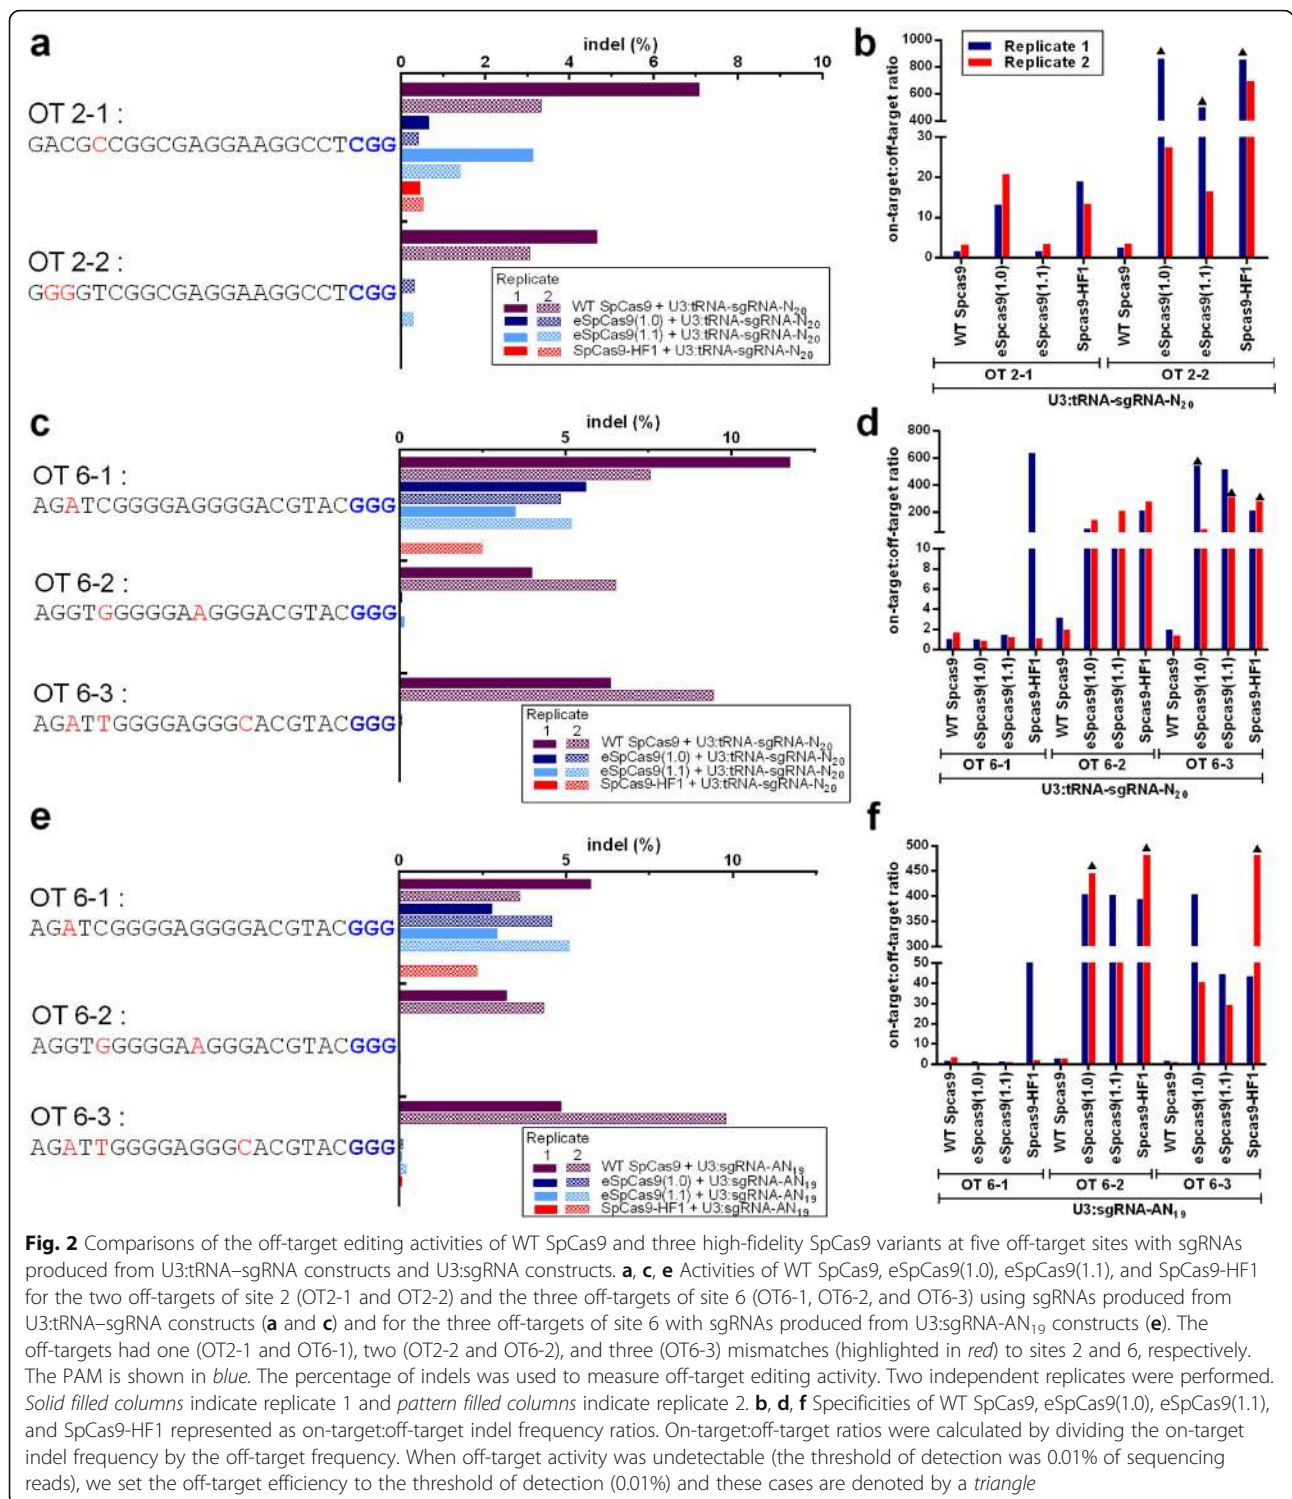 a
indel (%)
0 2 4 6 8 10
OT 2-1 :
GACGCCGGCGAGGAAGGCCTCGG
OT 2-2 :
GGGGTCGGCGAGGAAGGCCTCGG
Replicate
1 2
WT SpCas9 + U3:tRNA-sgRNA-N20
eSpCas9(1.0) + U3:tRNA-sgRNA-N20
eSpCas9(1.1) + U3:tRNA-sgRNA-N20
SpCas9-HF1 + U3:tRNA-sgRNA-N20
b
Replicate 1
Replicate 2
on-target:off-target ratio
1000
800
600
400
30
20
10
0
WT Spcas9 eSpcas9(1.0) eSpcas9(1.1) Spcas9-HF1 WT Spcas9 eSpcas9(1.0) eSpcas9(1.1) Spcas9-HF1
OT 2-1 OT 2-2
U3:tRNA-sgRNA-N20
c
indel (%)
0 5 10
OT 6-1 :
AGATCGGGGAGGGGACGTACGGG
OT 6-2 :
AGGTGGGGGAAGGGACGTACGGG
OT 6-3 :
AGATTGGGGAGGGCACGTACGGG
Replicate
1 2
WT SpCas9 + U3:tRNA-sgRNA-N20
eSpCas9(1.0) + U3:tRNA-sgRNA-N20
eSpCas9(1.1) + U3:tRNA-sgRNA-N20
SpCas9-HF1 + U3:tRNA-sgRNA-N20
d
on-target:off-target ratio
800
600
400
200
10
8
6
4
2
0
WT Spcas9 eSpcas9(1.0) eSpcas9(1.1) Spcas9-HF1 WT Spcas9 eSpcas9(1.0) eSpcas9(1.1) Spcas9-HF1 WT Spcas9 eSpcas9(1.0) eSpcas9(1.1) Spcas9-HF1
OT 6-1 OT 6-2 OT 6-3
U3:tRNA-sgRNA-N20
e
indel (%)
0 5 10
OT 6-1 :
AGATCGGGGAGGGGACGTACGGG
OT 6-2 :
AGGTGGGGGAAGGGACGTACGGG
OT 6-3 :
AGATTGGGGAGGGCACGTACGGG
Replicate
1 2
WT SpCas9 + U3:sgRNA-AN19
eSpCas9(1.0) + U3:sgRNA-AN19
eSpCas9(1.1) + U3:sgRNA-AN19
SpCas9-HF1 + U3:sgRNA-AN19
f
on-target:off-target ratio
500
450
400
350
300
50
40
30
20
10
0
WT Spcas9 eSpcas9(1.0) eSpcas9(1.1) Spcas9-HF1 WT Spcas9 eSpcas9(1.0) eSpcas9(1.1) Spcas9-HF1 WT Spcas9 eSpcas9(1.0) eSpcas9(1.1) Spcas9-HF1
OT 6-1 OT 6-2 OT 6-3
U3:sgRNA-AN19
Fig. 2 Comparisons of the off-target editing activities of WT SpCas9 and three high-fidelity SpCas9 variants at five off-target sites with sgRNAs
produced from U3:tRNA–sgRNA constructs and U3:sgRNA constructs. a, c, e Activities of WT SpCas9, eSpCas9(1.0), eSpCas9(1.1), and SpCas9-HF1
for the two off-targets of site 2 (OT2-1 and OT2-2) and the three off-targets of site 6 (OT6-1, OT6-2, and OT6-3) using sgRNAs produced from
U3:tRNA–sgRNA constructs (a and c) and for the three off-targets of site 6 with sgRNAs produced from U3:sgRNA-AN19 constructs (e). The
off-targets had one (OT2-1 and OT6-1), two (OT2-2 and OT6-2), and three (OT6-3) mismatches (highlighted in red) to sites 2 and 6, respectively.
The PAM is shown in blue. The percentage of indels was used to measure off-target editing activity. Two independent replicates were performed.
Solid filled columns indicate replicate 1 and pattern filled columns indicate replicate 2. b, d, f Specificities of WT SpCas9, eSpCas9(1.0), eSpCas9(1.1),
and SpCas9-HF1 represented as on-target:off-target indel frequency ratios. On-target:off-target ratios were calculated by dividing the on-target
indel frequency by the off-target frequency. When off-target activity was undetectable (the threshold of detection was 0.01% of sequencing
reads), we set the off-target efficiency to the threshold of detection (0.01%) and these cases are denoted by a triangle